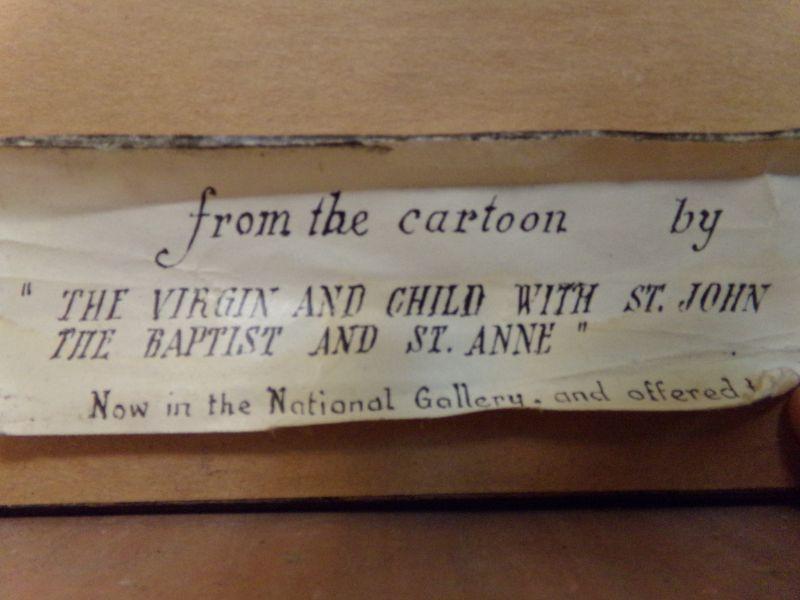 from the cartoon by
" THE VIRGIN AND CHILD WITH ST. JOHN
THE BAPTIST AND ST. ANNE "
Now in the National Gallery. and offered